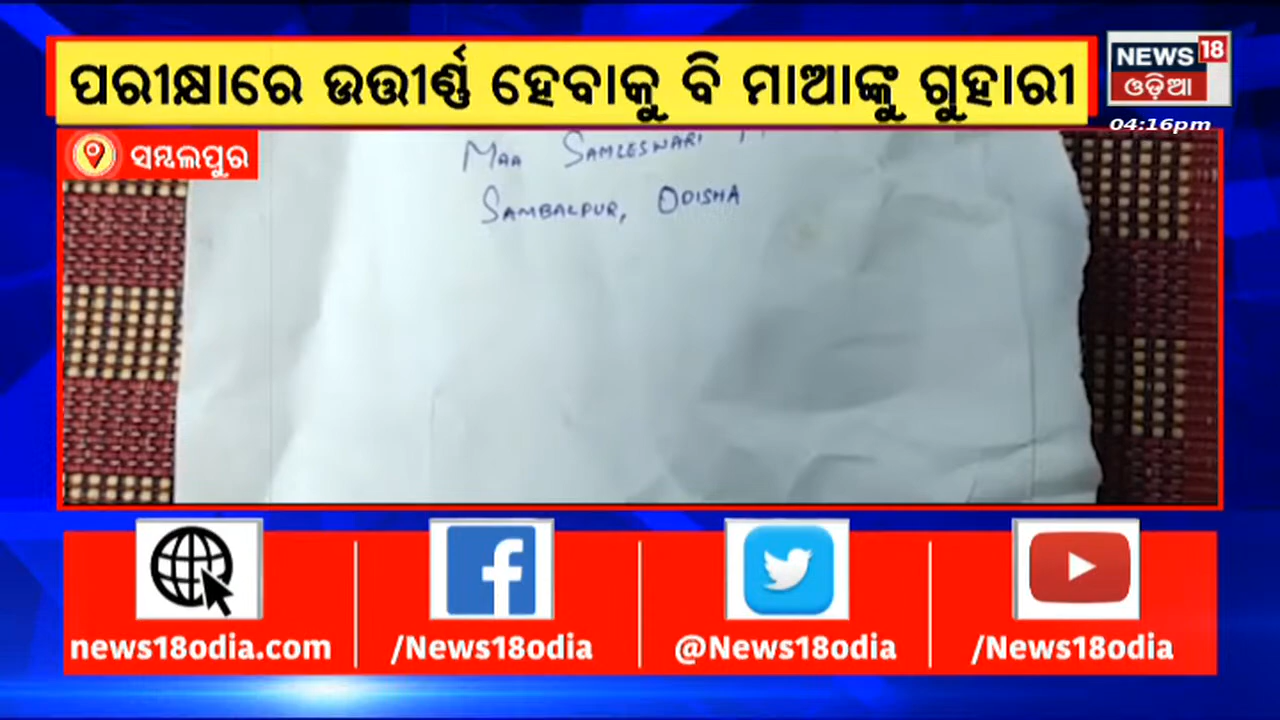 ପରୀକ୍ଷାରେ ଉତ୍ତୀର୍ଣ୍ଣ ହେବାକୁ ବି ମାଆଙ୍କୁ ଗୁହାରୀ
NEWS 18
ଓଡ଼ିଆ
04:16pm
ସମ୍ବଲପୁର
MAA SAMLESWARI
SAMBALPUR, ODISHA
news18odia.com
/News18odia
@News18odia
/News18odia